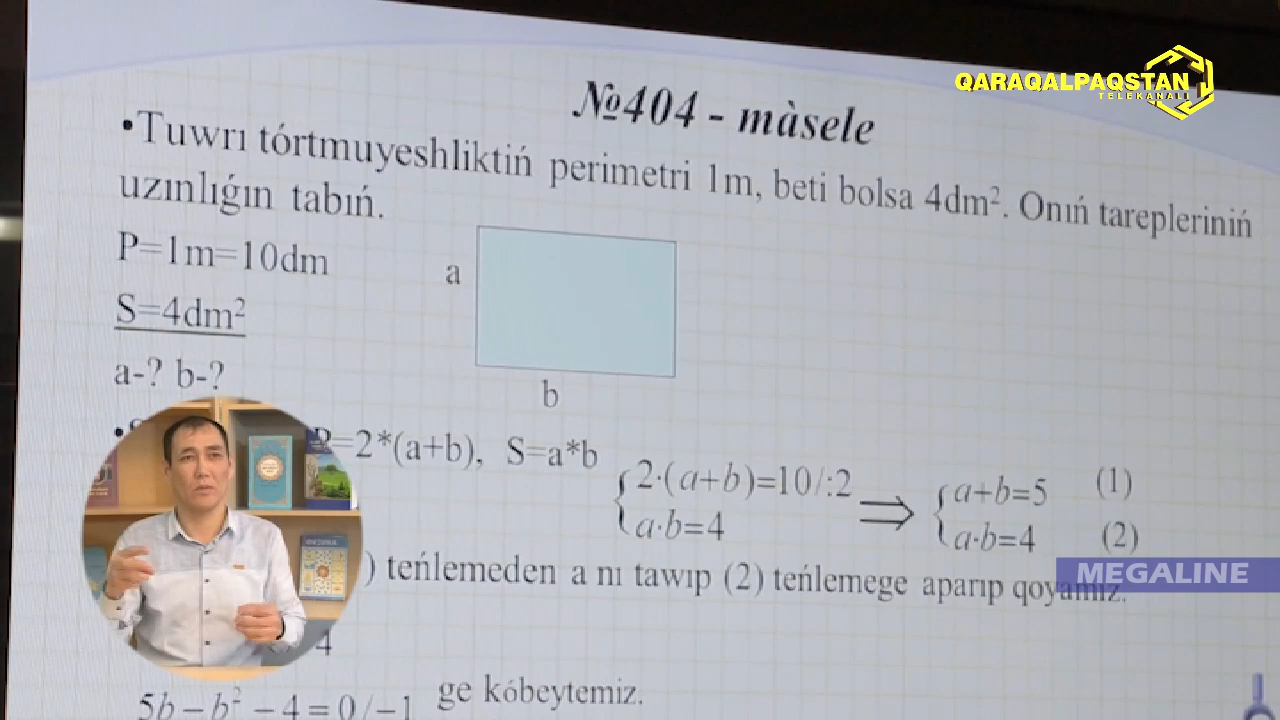 QARAQALPAQSTAN
TELEKANALI
№404 - màsele
•Tuwrı tórtmuyeshliktiń perimetri 1m, beti bolsa 4dm². Onıń tarepleriniń
uzınlıǵın tabıń.
P=1m=10dm
a
S=4dm²
a-? b-?
b
P=2*(a+b), S=a*b
2·(a+b)=10/:2
a·b=4
⇒
a+b=5 (1)
a·b=4 (2)
) teńlemeden a nı tawıp (2) teńlemege aparıp qoyamız.
MEGALINE
4
5b – b² – 4 = 0/–1 ge kóbeytemiz.